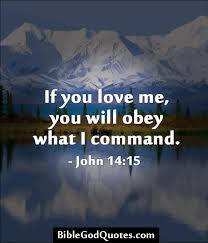 If you love me,
you will obey
what I command.
- John 14:15
BibleGodQuotes.com